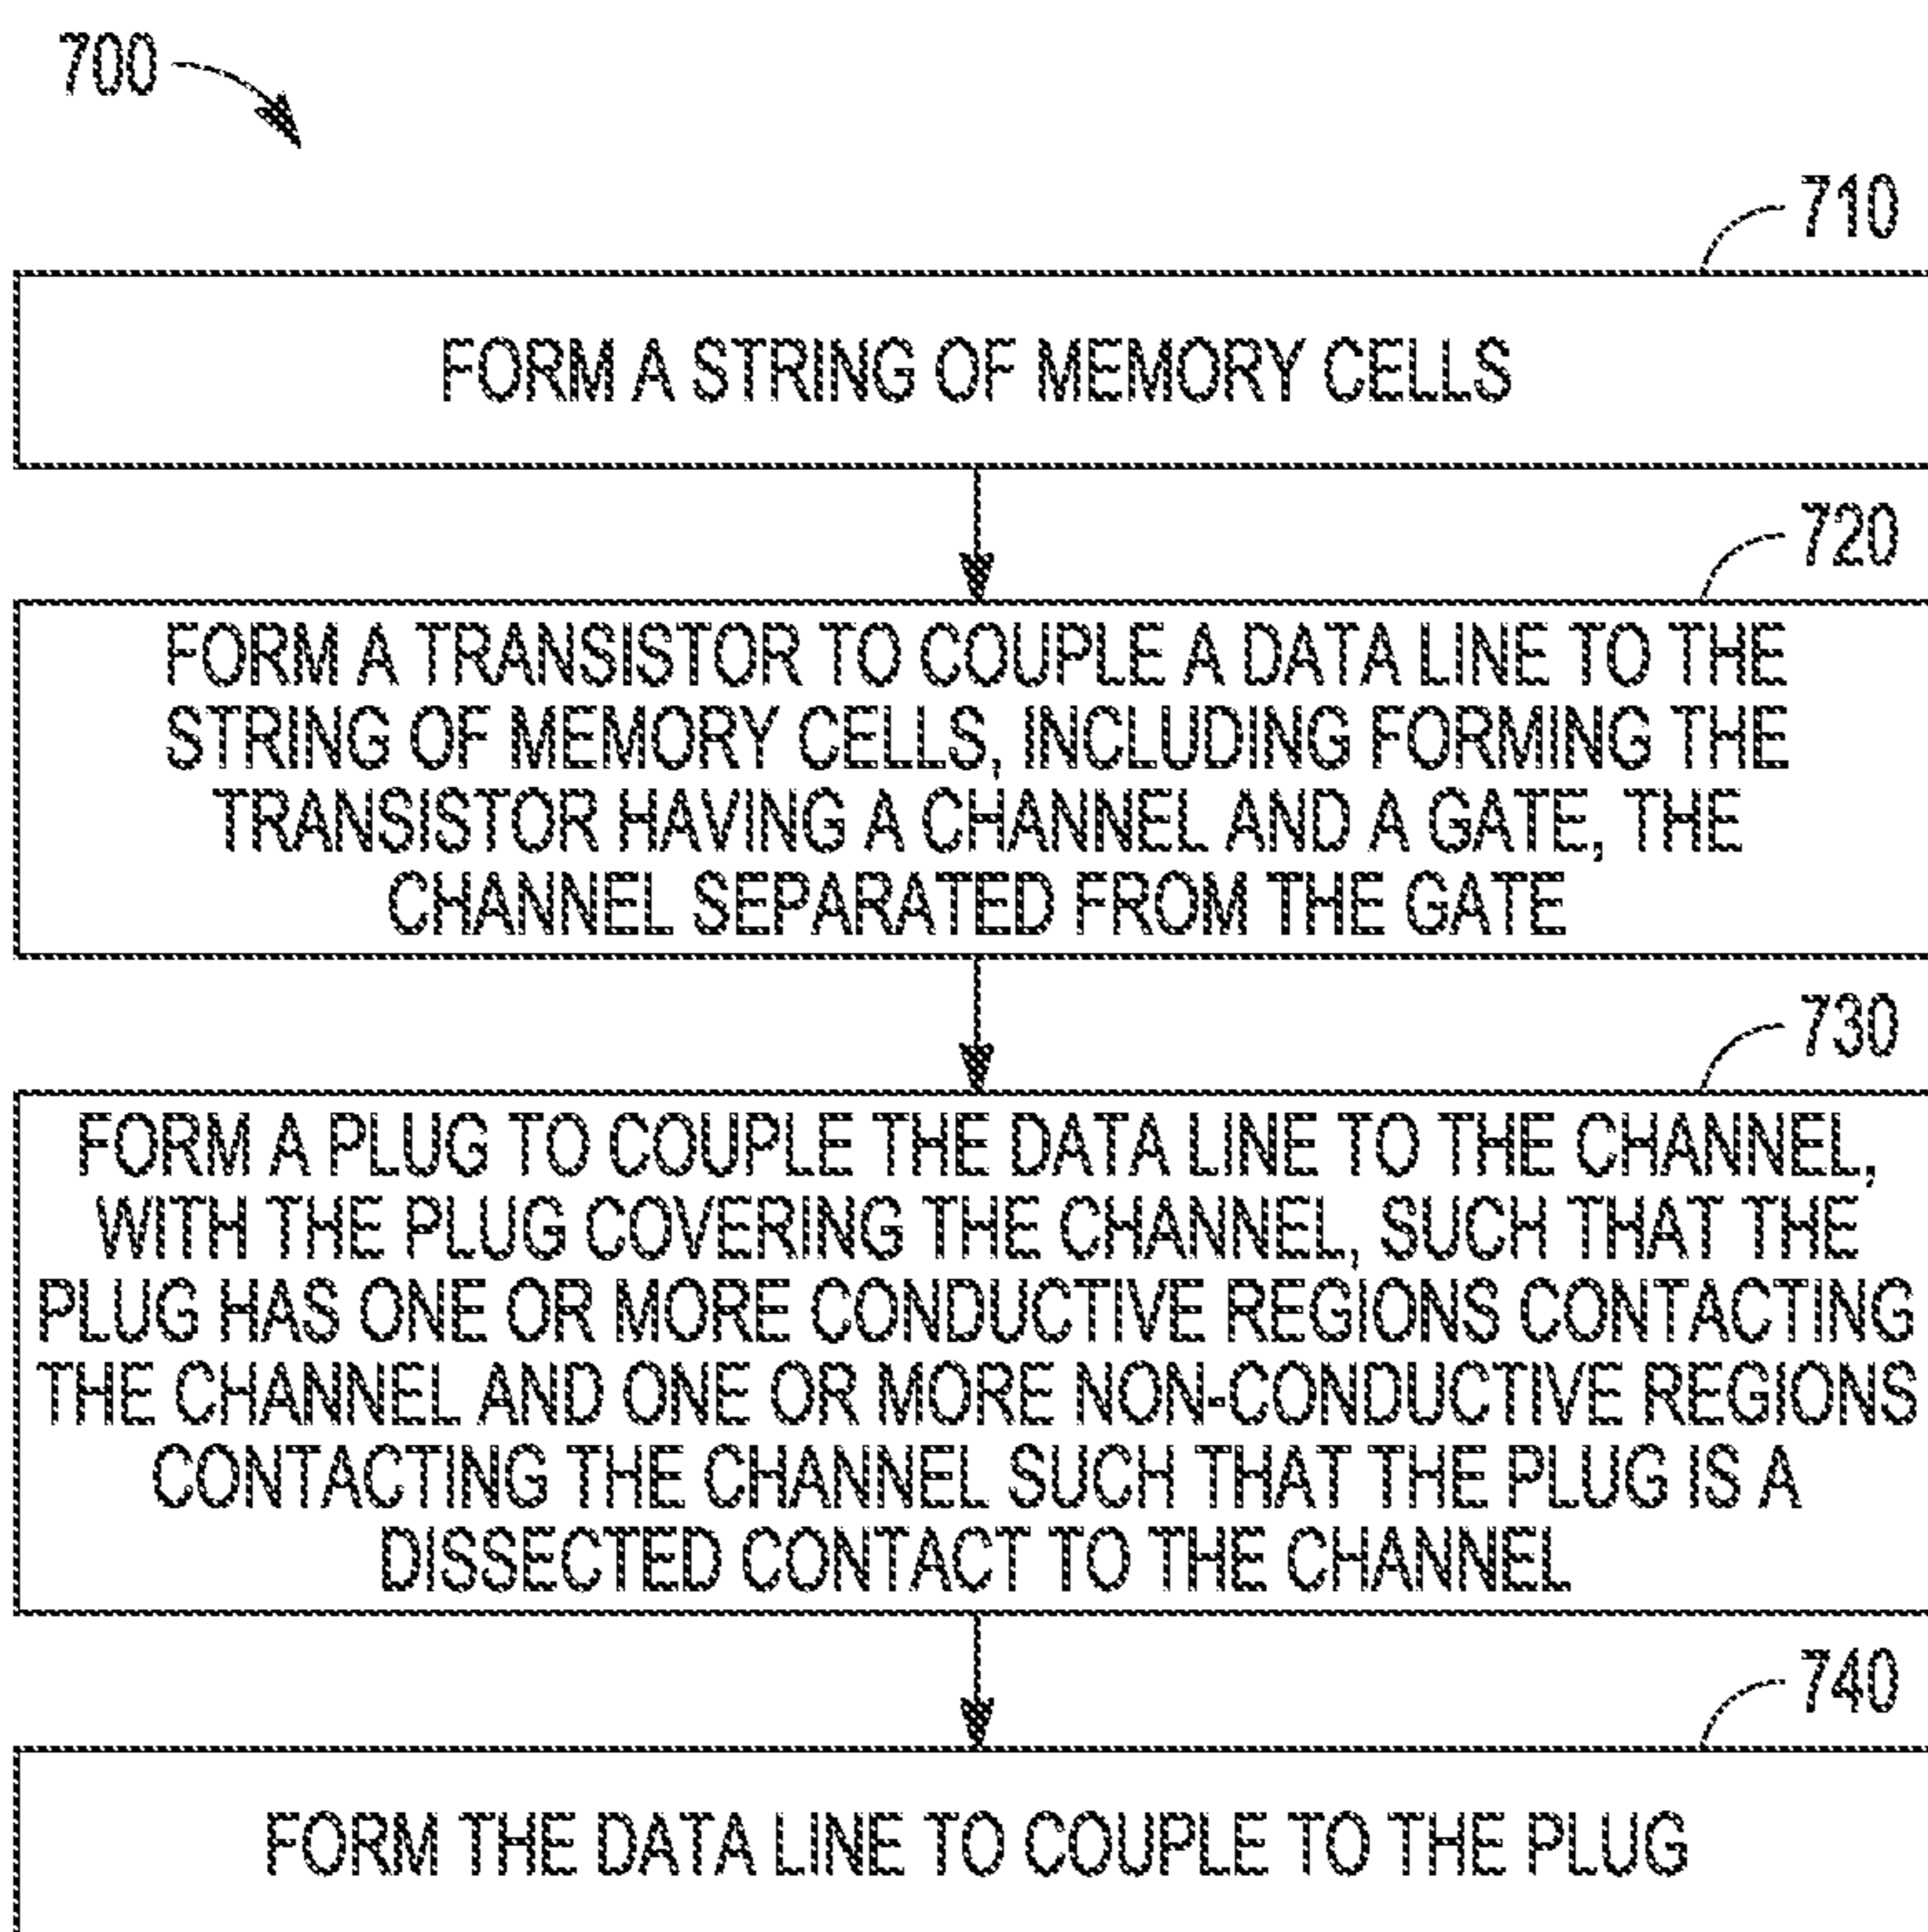 700
710
FORM A STRING OF MEMORY CELLS
720
FORM A TRANSISTOR TO COUPLE A DATA LINE TO THE
STRING OF MEMORY CELLS, INCLUDING FORMING THE
TRANSISTOR HAVING A CHANNEL AND A GATE, THE
CHANNEL SEPARATED FROM THE GATE
730
FORM A PLUG TO COUPLE THE DATA LINE TO THE CHANNEL,
WITH THE PLUG COVERING THE CHANNEL, SUCH THAT THE
PLUG HAS ONE OR MORE CONDUCTIVE REGIONS CONTACTING
THE CHANNEL AND ONE OR MORE NON-CONDUCTIVE REGIONS
CONTACTING THE CHANNEL SUCH THAT THE PLUG IS A
DISSECTED CONTACT TO THE CHANNEL
740
FORM THE DATA LINE TO COUPLE TO THE PLUG